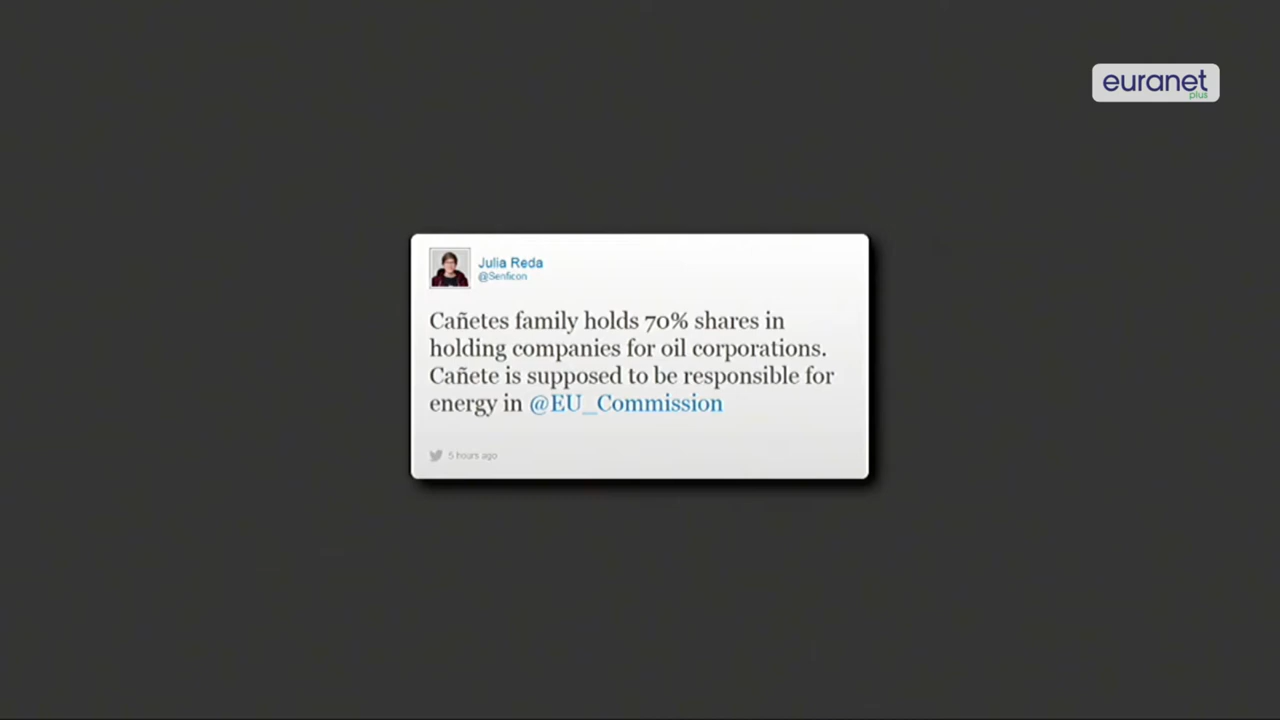 euranet
plus
Julia Reda
@Senficon
Cañetes family holds 70% shares in
holding companies for oil corporations.
Cañete is supposed to be responsible for
energy in @EU_Commission
5 hours ago